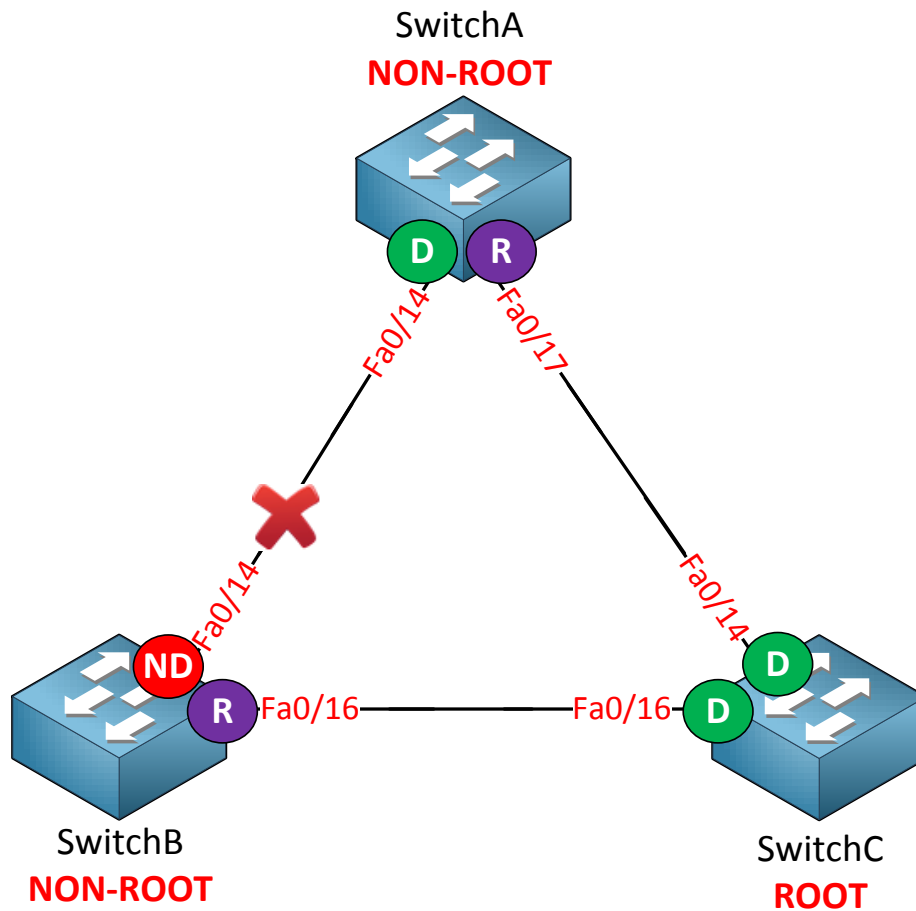 SwitchA
NON-ROOT
D
R
Fa0/14
Fa0/17
Fa0/14
Fa0/14
ND
D
R
Fa0/16
Fa0/16
D
SwitchB
NON-ROOT
SwitchC
ROOT